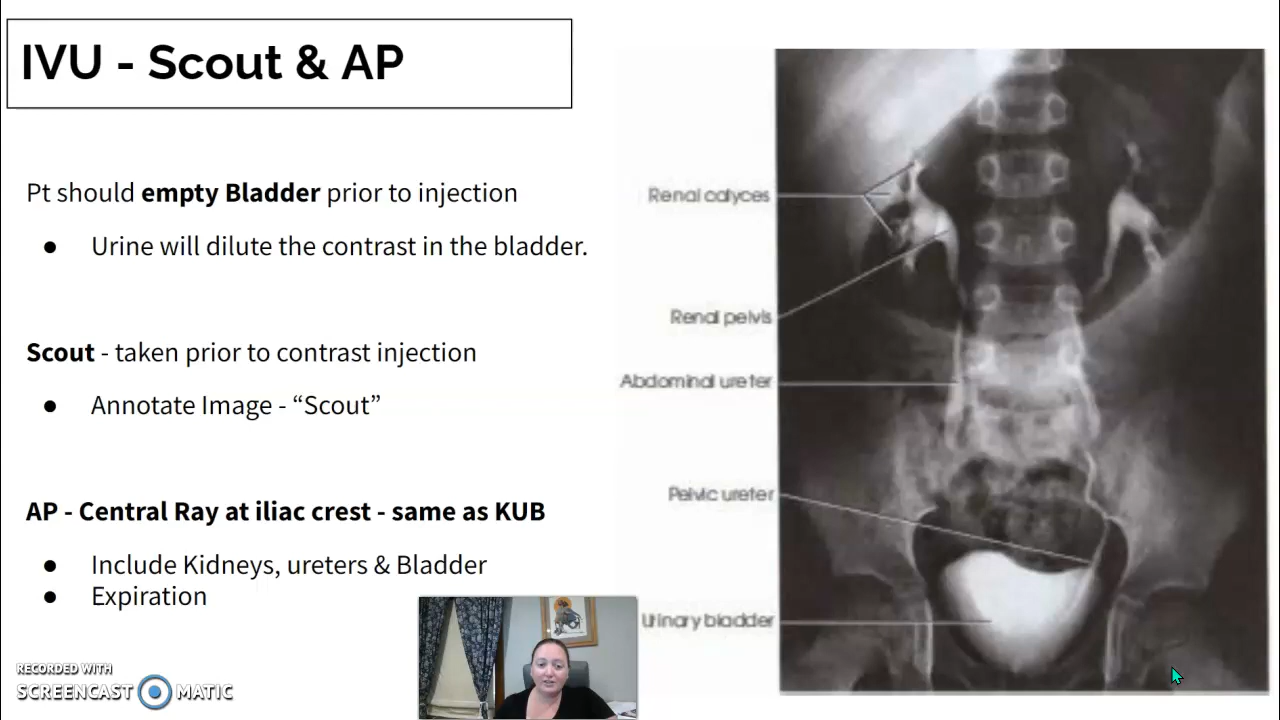 IVU - Scout & AP
Pt should empty Bladder prior to injection
● Urine will dilute the contrast in the bladder.
Scout - taken prior to contrast injection
● Annotate Image - “Scout”
AP - Central Ray at iliac crest - same as KUB
● Include Kidneys, ureters & Bladder
● Expiration
Renal calyces
Renal pelvis
Abdominal ureter
Pelvic ureter
Urinary bladder
RECORDED WITH
SCREENCAST MATIC